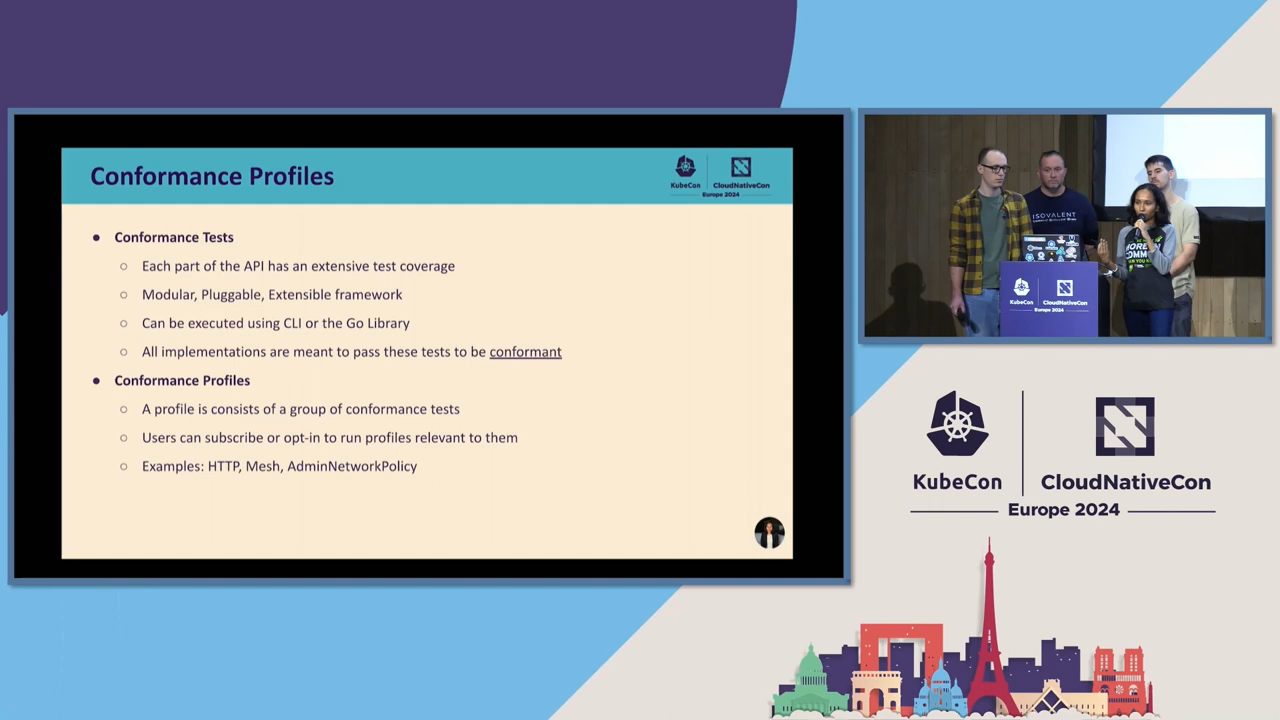 Conformance Profiles
KubeCon
CloudNativeCon
Europe 2024
● Conformance Tests
○ Each part of the API has an extensive test coverage
○ Modular, Pluggable, Extensible framework
○ Can be executed using CLI or the Go Library
○ All implementations are meant to pass these tests to be conformant
● Conformance Profiles
○ A profile is consists of a group of conformance tests
○ Users can subscribe or opt-in to run profiles relevant to them
○ Examples: HTTP, Mesh, AdminNetworkPolicy
ISOVALENT
MORE IN
COMM
KubeCon
CloudNativeCon
Europe 2024
KubeCon
CloudNativeCon
Europe 2024